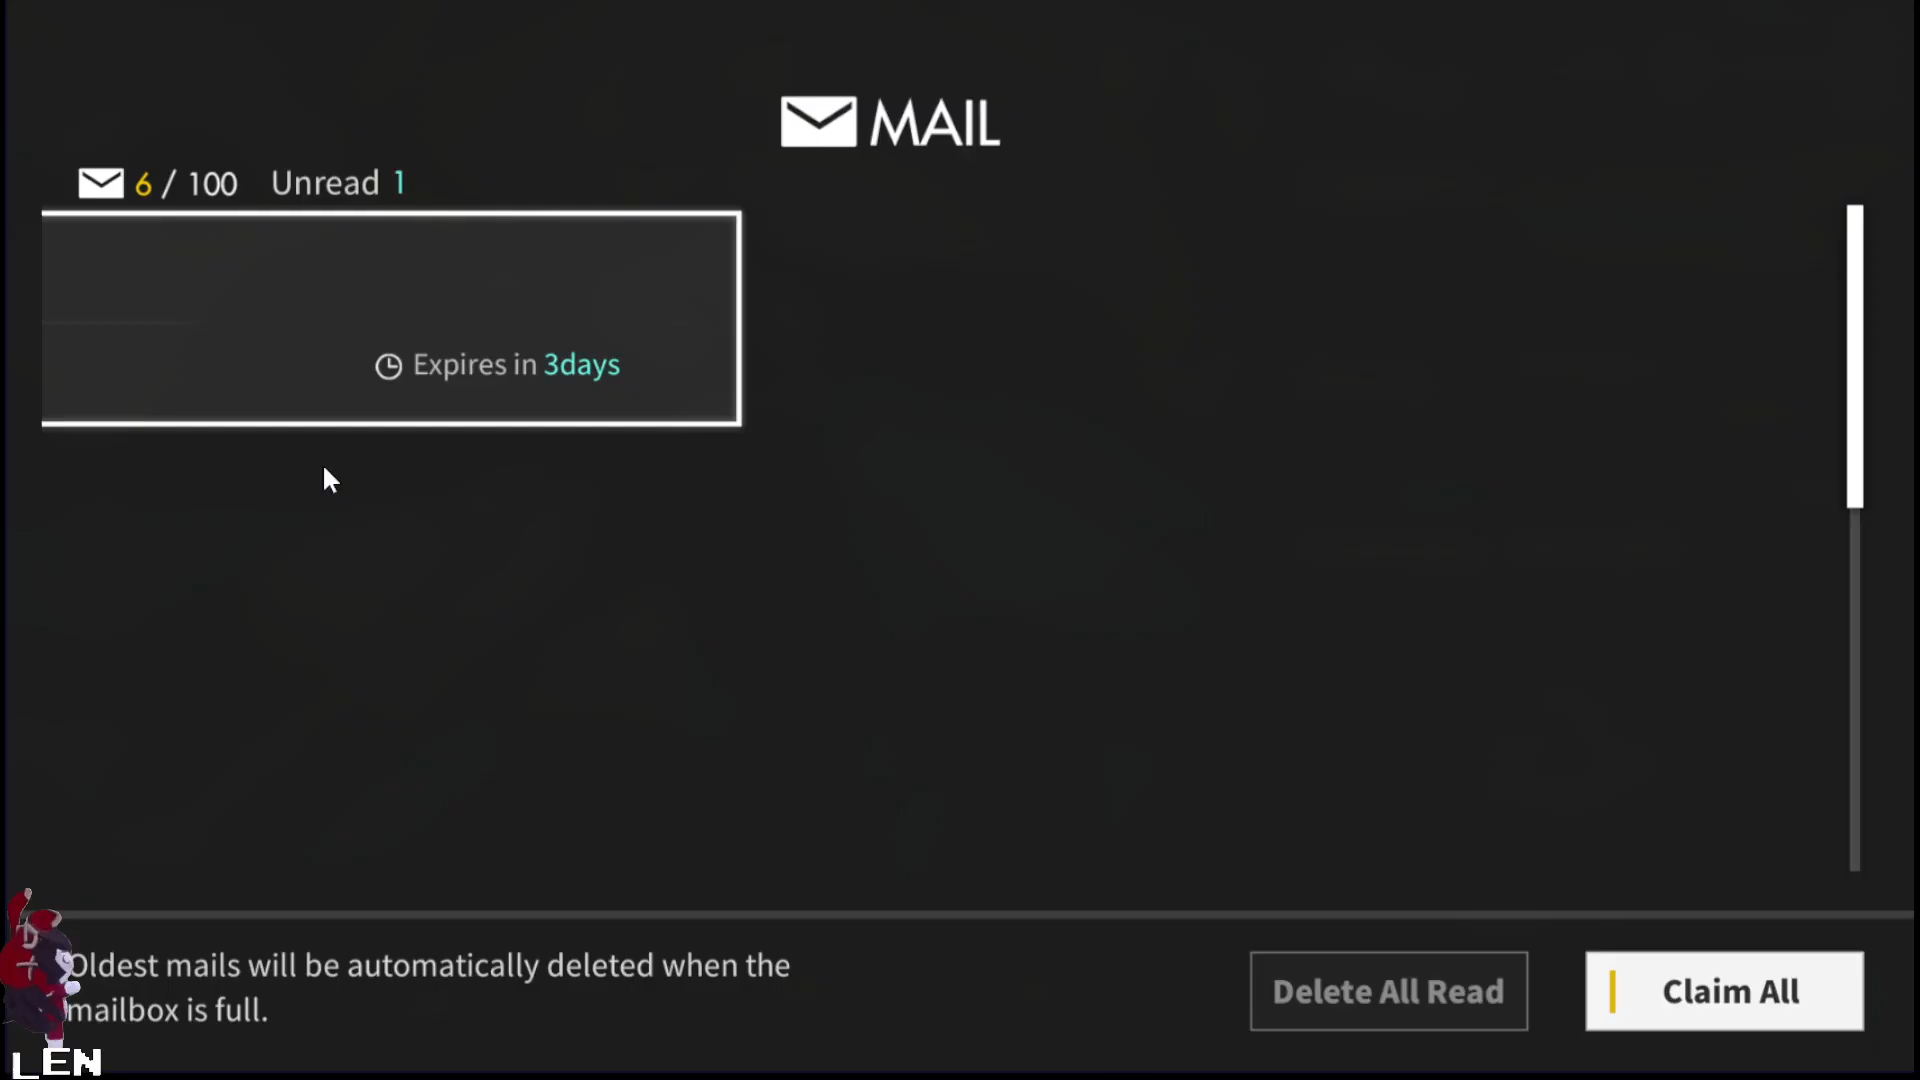 MAIL
6 / 100 Unread 1
Expires in 3days
Oldest mails will be automatically deleted when the
mailbox is full.
Delete All Read
Claim All
LEN